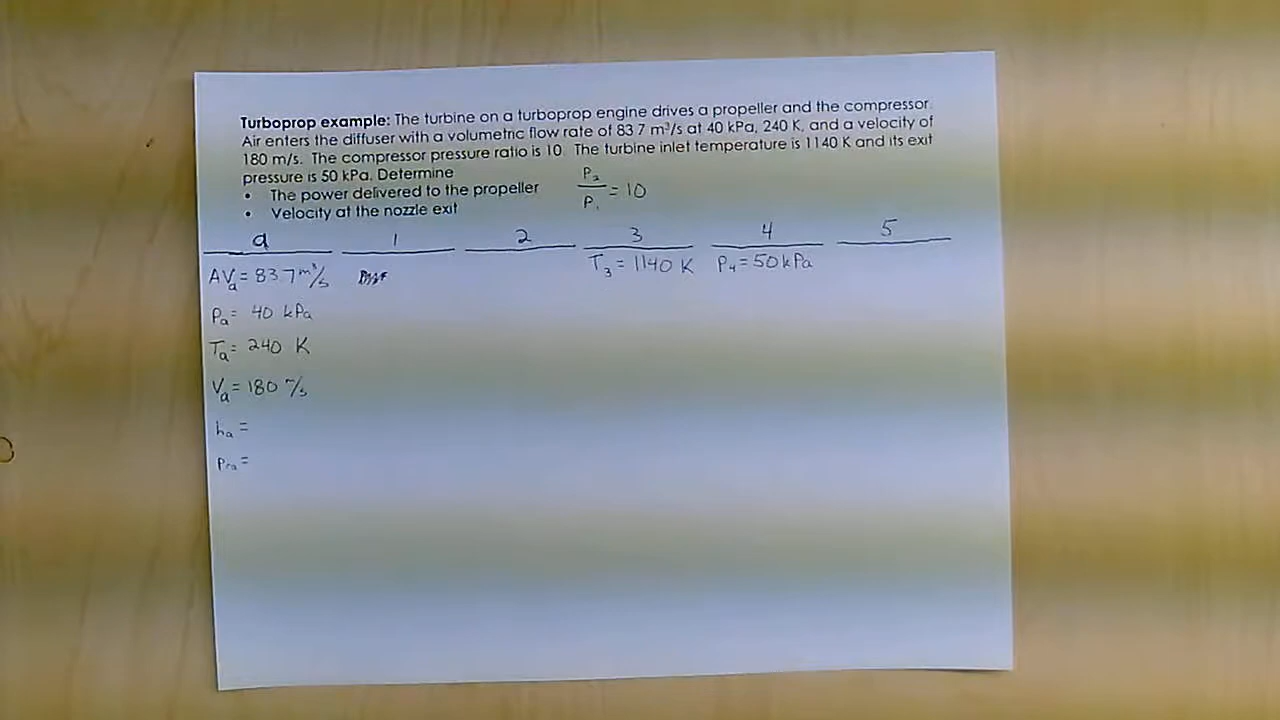 Turboprop example: The turbine on a turboprop engine drives a propeller and the compressor.
Air enters the diffuser with a volumetric flow rate of 83.7 m³/s at 40 kPa, 240 K, and a velocity of
180 m/s. The compressor pressure ratio is 10. The turbine inlet temperature is 1140 K and its exit
pressure is 50 kPa. Determine
• The power delivered to the propeller
• Velocity at the nozzle exit
P₂/P₁ = 10
a 1 2 3 4 5
AVₐ = 83.7 m³/s T₃ = 1140 K P₄ = 50 kPa
Pₐ = 40 kPa
Tₐ = 240 K
Vₐ = 180 m/s
hₐ =
Prₐ =